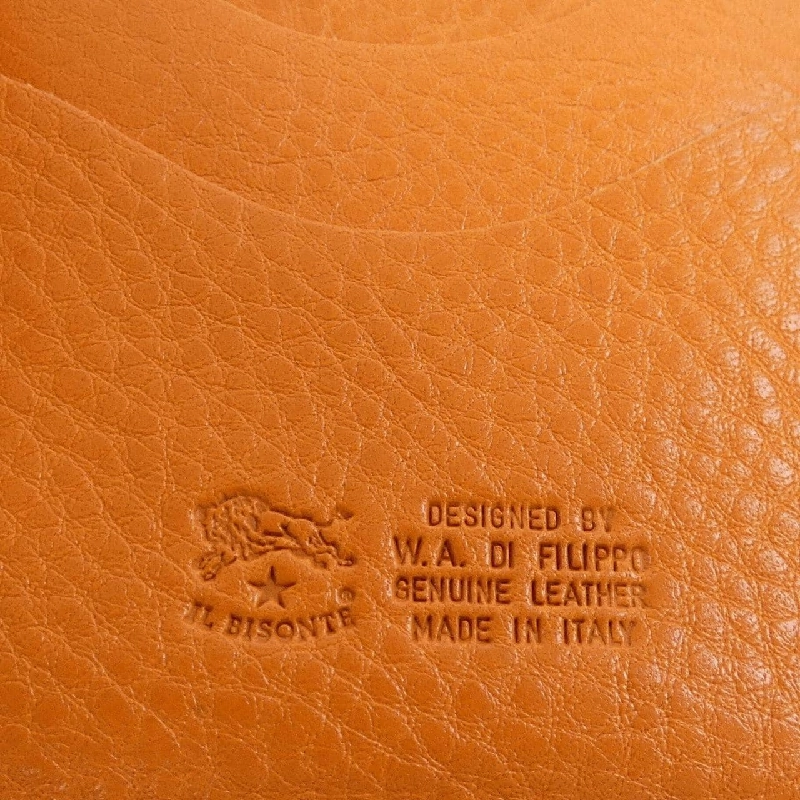 IL BISONTE
DESIGNED BY
W.A. DI FILIPPO
GENUINE LEATHER
MADE IN ITALY